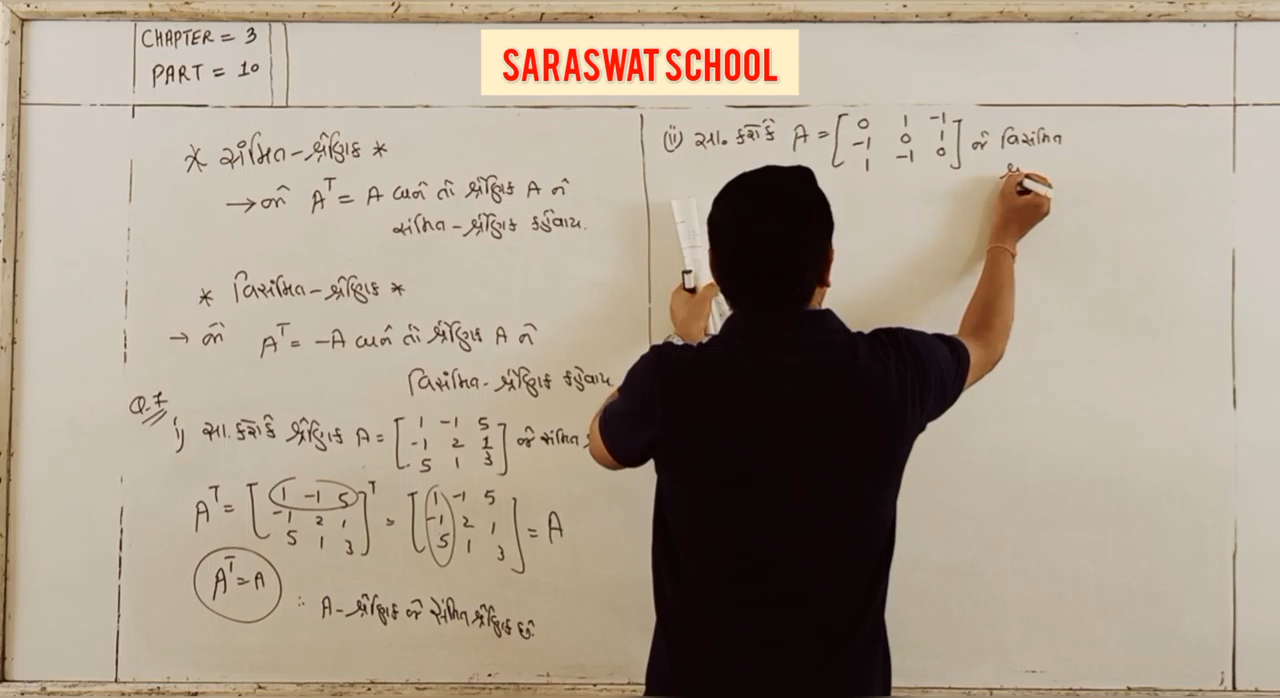 CHAPTER = 3
PART = 10
SARASWAT SCHOOL
* સંમિત-શ્રેણિક *
→ જો Aᵀ = A થાય તો શ્રેણિક A ને
સંમિત-શ્રેણિક કહેવાય.
* વિસંમિત-શ્રેણિક *
→ જો Aᵀ = -A થાય તો શ્રેણિક A ને
વિસંમિત-શ્રેણિક કહેવાય
Q.7
i) સા. કરોકે શ્રેણિક A = [1 -1 5
-1 2 1
5 1 3] એ સંમિત
Aᵀ = [1 -1 5
-1 2 1
5 1 3]ᵀ = [1 -1 5
-1 2 1
5 1 3] = A
Aᵀ = A
∴ A-શ્રેણિક એ સંમિત શ્રેણિક છે.
(ii) સા. કરોકે A = [0 1 -1
-1 0 1
1 -1 0] એ વિસંમિત